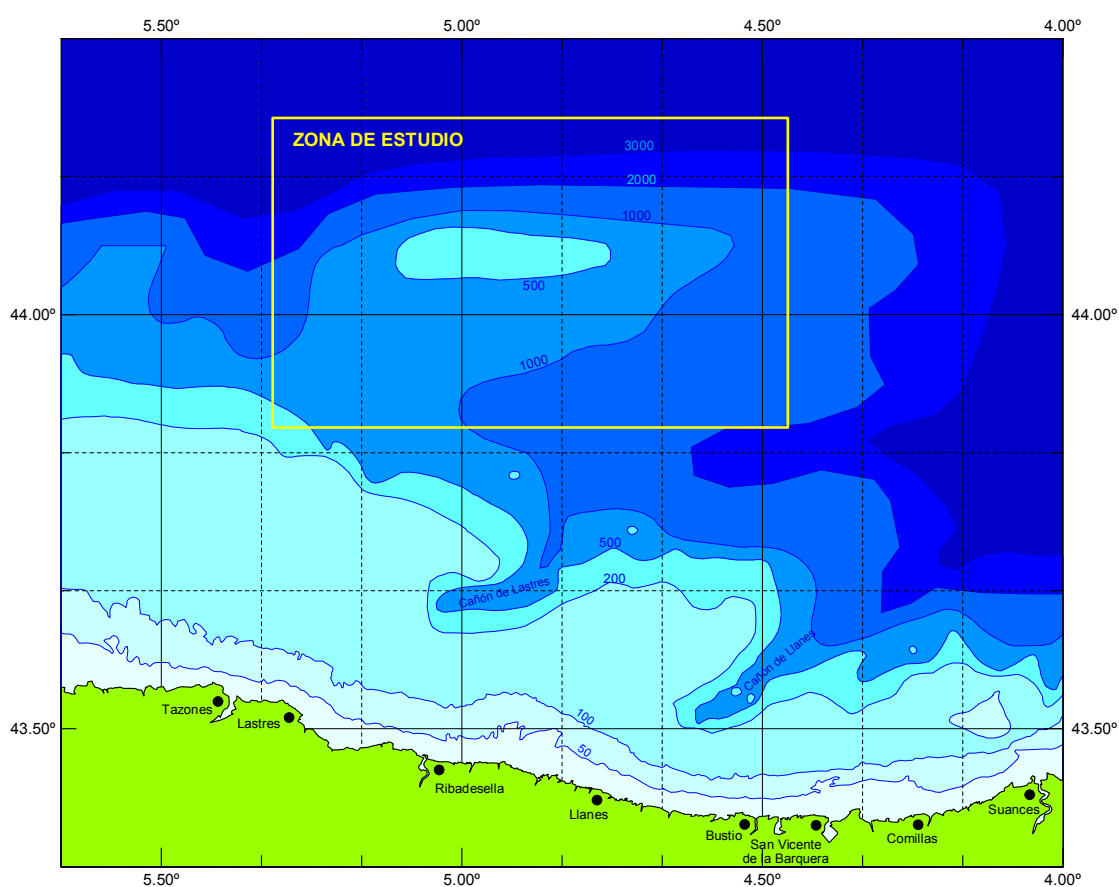 5.50º
5.00º
4.50º
4.00º
ZONA DE ESTUDIO
3000
2000
1000
500
44.00º
44.00º
1000
500
200
Cañón de Lastres
Cañón de Llanes
100
50
43.50º
43.50º
Tazones
Lastres
Ribadesella
Llanes
Bustio
San Vicente
de la Barquera
Comillas
Suances
5.50º
5.00º
4.50º
4.00º